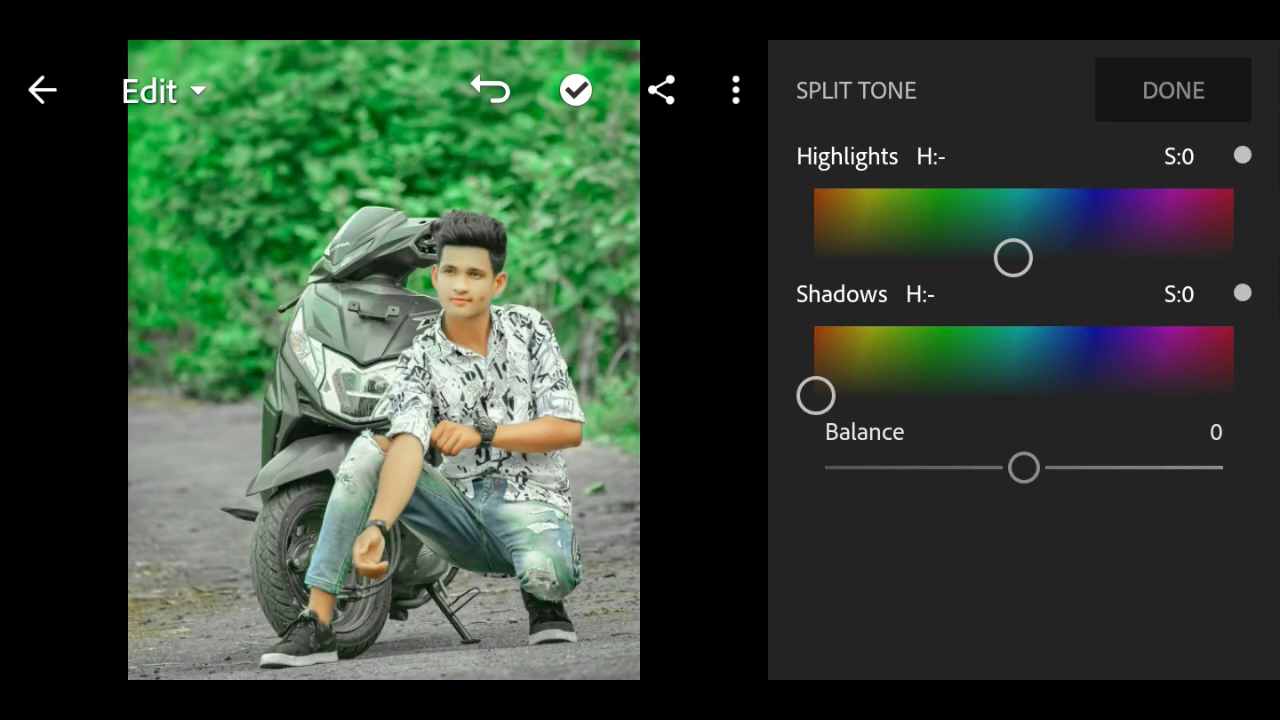 Edit
SPLIT TONE
DONE
Highlights H:- S:0
Shadows H:- S:0
Balance 0